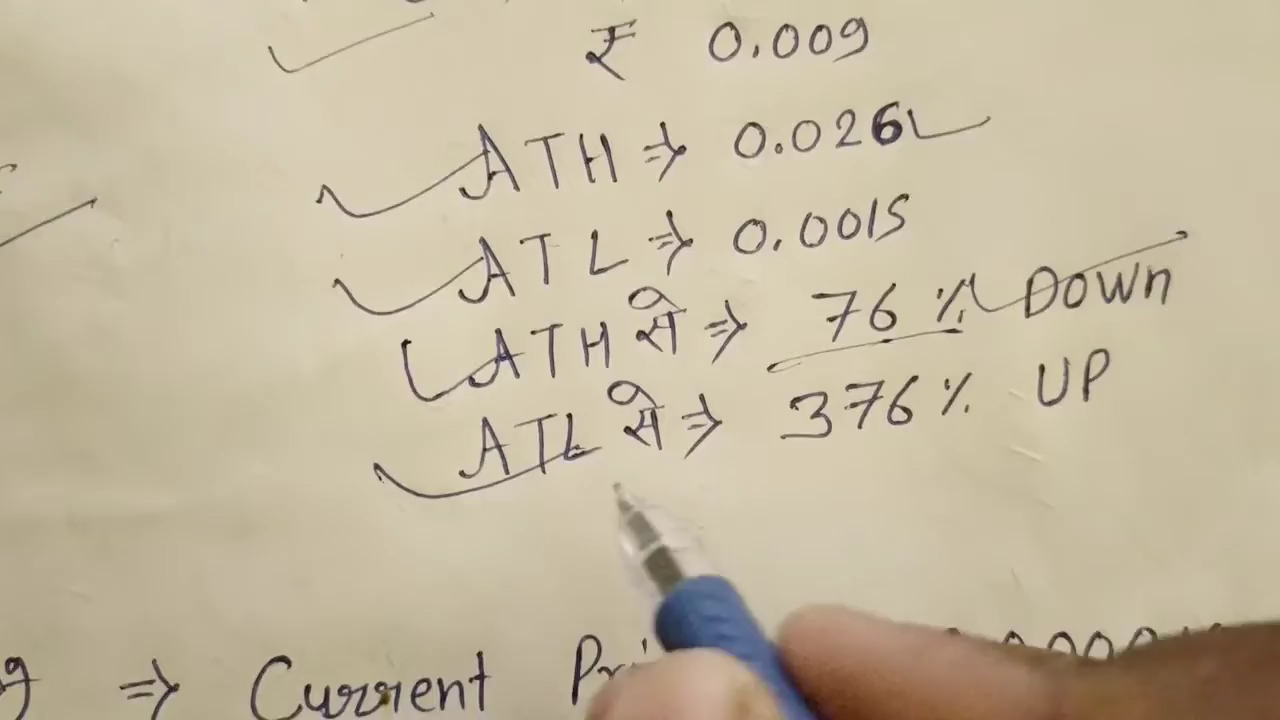 ₹ 0.009
ATH ⇒ 0.026
ATL ⇒ 0.0015
ATH से ⇒ 76% DOWN
ATL से ⇒ 376% UP
⇒ Current